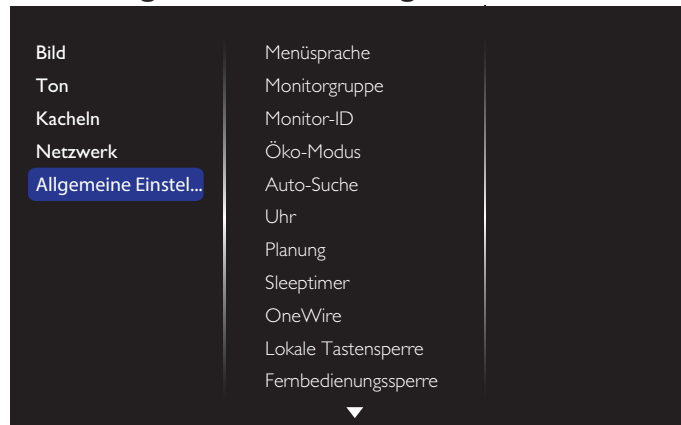 Bild
Ton
Kacheln
Netzwerk
Allgemeine Einstel...
Menüsprache
Monitorgruppe
Monitor-ID
Öko-Modus
Auto-Suche
Uhr
Planung
Sleeptimer
OneWire
Lokale Tastensperre
Fernbedienungssperre